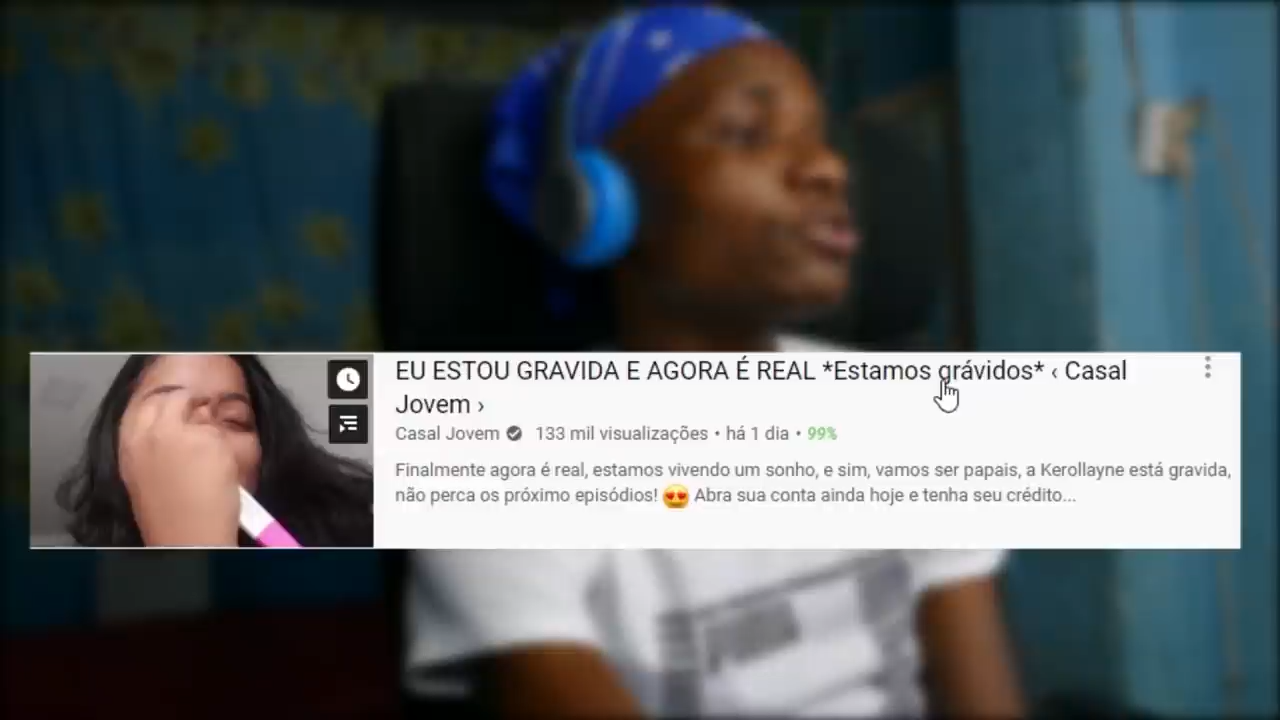 EU ESTOU GRAVIDA E AGORA É REAL *Estamos grávidos* ‹ Casal
Jovem ›
Casal Jovem 133 mil visualizações • há 1 dia • 99%
Finalmente agora é real, estamos vivendo um sonho, e sim, vamos ser papais, a Kerollayne está gravida,
não perca os próximo episódios! 😍 Abra sua conta ainda hoje e tenha seu crédito...